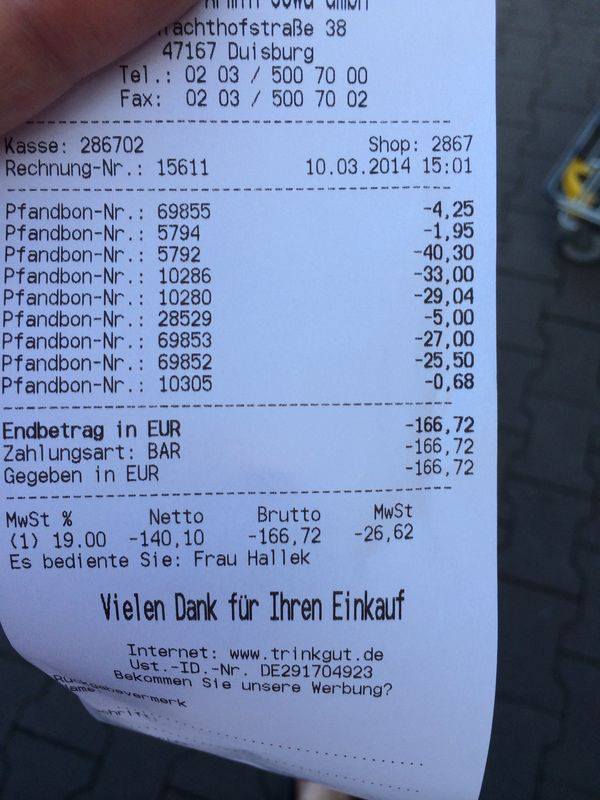 GmbH
achthofstraße 38
47167 Duisburg
Tel.: 02 03 / 500 70 00
Fax: 02 03 / 500 70 02
Kasse: 286702 Shop: 2867
Rechnung-Nr.: 15611 10.03.2014 15:01
Pfandbon-Nr.: 69855 -4,25
Pfandbon-Nr.: 5794 -1,95
Pfandbon-Nr.: 5792 -40,30
Pfandbon-Nr.: 10286 -33,00
Pfandbon-Nr.: 10280 -29,04
Pfandbon-Nr.: 28529 -5,00
Pfandbon-Nr.: 69853 -27,00
Pfandbon-Nr.: 69852 -25,50
Pfandbon-Nr.: 10305 -0,68
Endbetrag in EUR -166,72
Zahlungsart: BAR -166,72
Gegeben in EUR -166,72
MwSt % Netto Brutto MwSt
(1) 19.00 -140,10 -166,72 -26,62
Es bediente Sie: Frau Hallek
Vielen Dank für Ihren Einkauf
Internet: www.trinkgut.de
Ust.-ID.-Nr. DE291704923
Bekommen Sie unsere Werbung?
Rückgabevermerk
Name